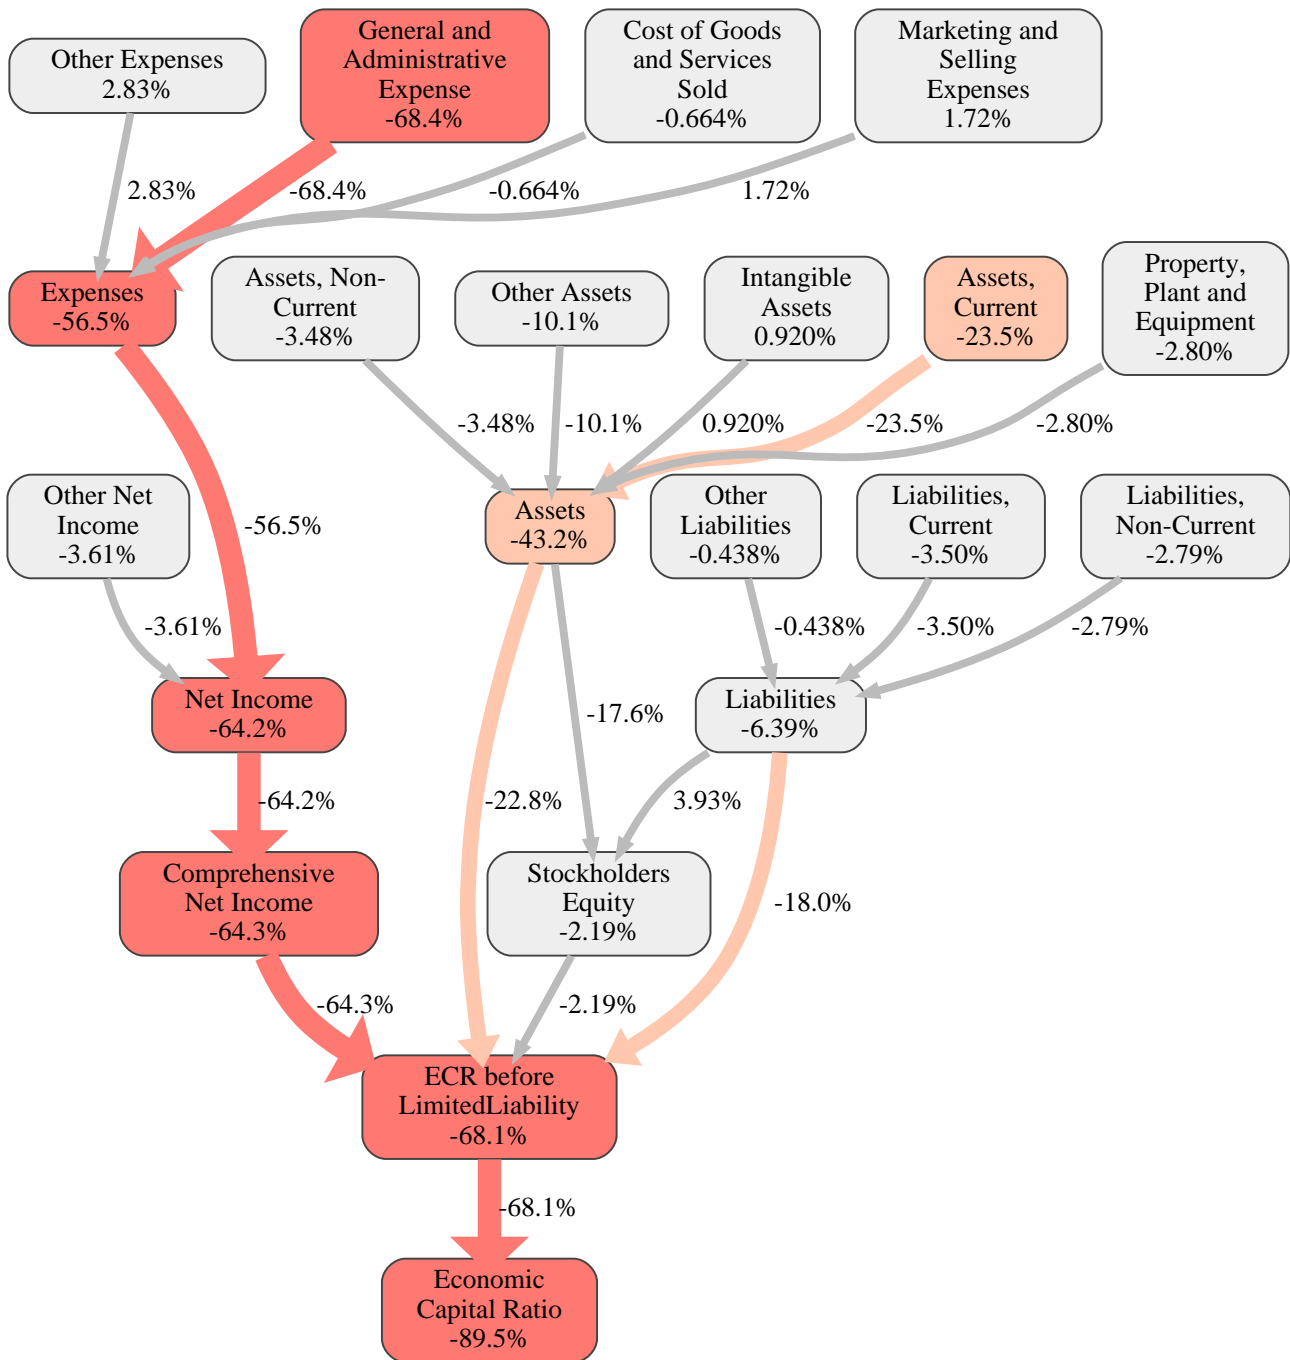 Other Expenses
2.83%
General and
Administrative
Expense
-68.4%
Cost of Goods
and Services
Sold
-0.664%
Marketing and
Selling
Expenses
1.72%
2.83%
-68.4%
-0.664%
1.72%
Expenses
-56.5%
Assets, Non-
Current
-3.48%
Other Assets
-10.1%
Intangible
Assets
0.920%
Assets,
Current
-23.5%
Property,
Plant and
Equipment
-2.80%
-3.48%
-10.1%
0.920%
-23.5%
-2.80%
Other Net
Income
-3.61%
-56.5%
Assets
-43.2%
Other
Liabilities
-0.438%
Liabilities,
Current
-3.50%
Liabilities,
Non-Current
-2.79%
-3.61%
-0.438%
-3.50%
-2.79%
Net Income
-64.2%
-17.6%
Liabilities
-6.39%
-64.2%
-22.8%
3.93%
Comprehensive
Net Income
-64.3%
Stockholders
Equity
-2.19%
-18.0%
-64.3%
-2.19%
ECR before
LimitedLiability
-68.1%
-68.1%
Economic
Capital Ratio
-89.5%